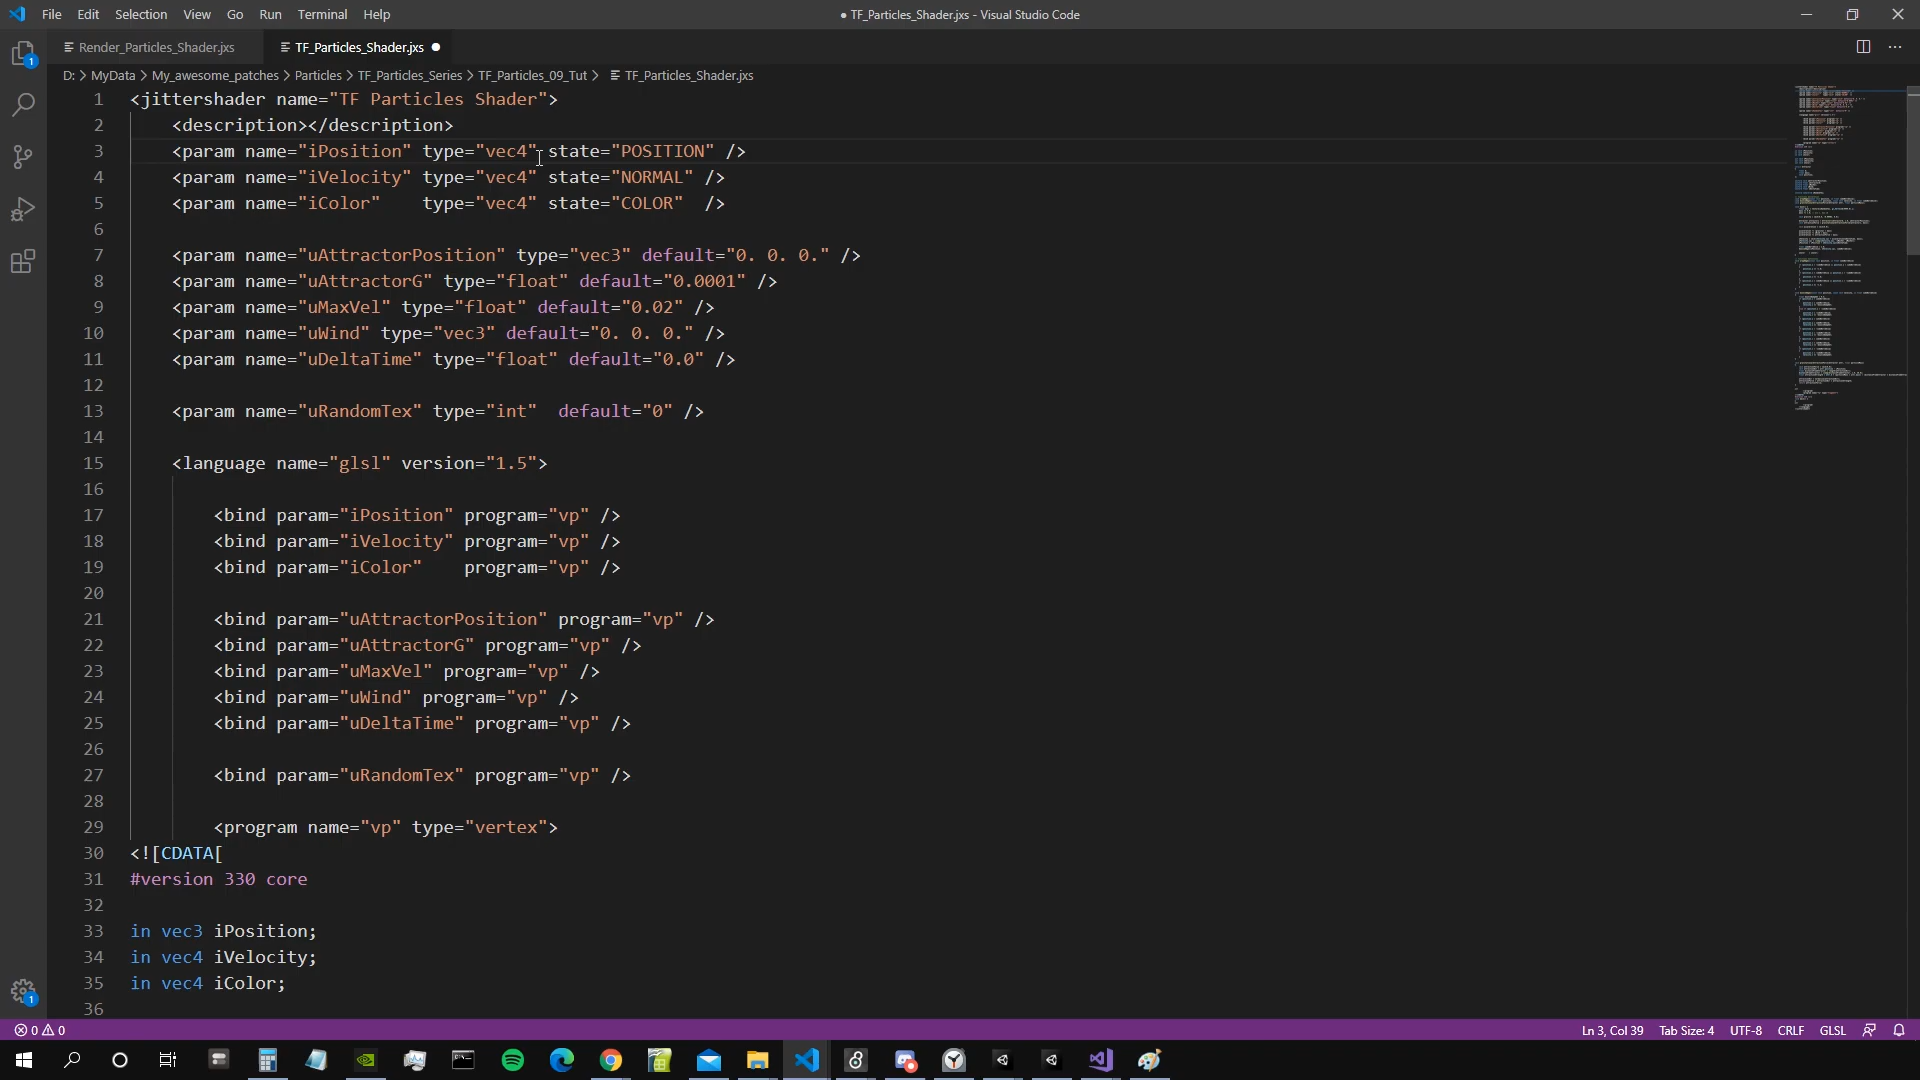 File Edit Selection View Go Run Terminal Help
● TF_Particles_Shader.jxs - Visual Studio Code
Render_Particles_Shader.jxs
TF_Particles_Shader.jxs
D: > MyData > My_awesome_patches > Particles > TF_Particles_Series > TF_Particles_09_Tut > TF_Particles_Shader.jxs
1 <jittershader name="TF Particles Shader">
2 <description></description>
3 <param name="iPosition" type="vec4" state="POSITION" />
4 <param name="iVelocity" type="vec4" state="NORMAL" />
5 <param name="iColor"    type="vec4" state="COLOR"  />
6
7 <param name="uAttractorPosition" type="vec3" default="0. 0. 0." />
8 <param name="uAttractorG" type="float" default="0.0001" />
9 <param name="uMaxVel" type="float" default="0.02" />
10 <param name="uWind" type="vec3" default="0. 0. 0." />
11 <param name="uDeltaTime" type="float" default="0.0" />
12
13 <param name="uRandomTex" type="int"  default="0" />
14
15 <language name="glsl" version="1.5">
16
17 <bind param="iPosition" program="vp" />
18 <bind param="iVelocity" program="vp" />
19 <bind param="iColor"    program="vp" />
20
21 <bind param="uAttractorPosition" program="vp" />
22 <bind param="uAttractorG" program="vp" />
23 <bind param="uMaxVel" program="vp" />
24 <bind param="uWind" program="vp" />
25 <bind param="uDeltaTime" program="vp" />
26
27 <bind param="uRandomTex" program="vp" />
28
29 <program name="vp" type="vertex">
30 <![CDATA[
31 #version 330 core
32
33 in vec3 iPosition;
34 in vec4 iVelocity;
35 in vec4 iColor;
36
1
1
0 0
Ln 3, Col 39 Tab Size: 4 UTF-8 CRLF GLSL